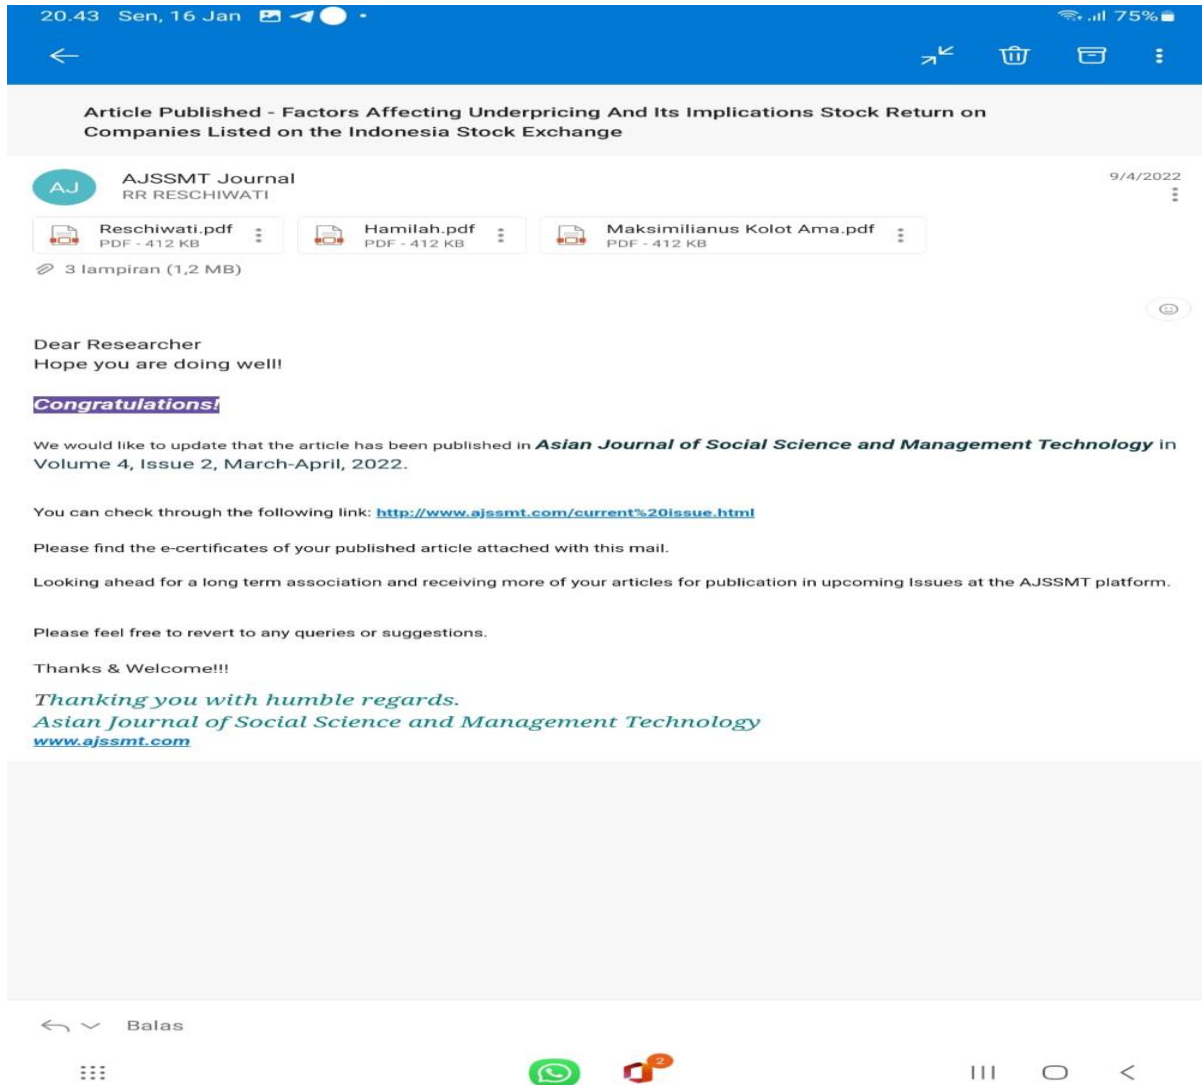 20.43 Sen, 16 Jan
75%
Article Published - Factors Affecting Underpricing And Its Implications Stock Return on
Companies Listed on the Indonesia Stock Exchange
AJ
AJSSMT Journal
RR RESCHIWATI
9/4/2022
Reschiwati.pdf
PDF - 412 KB
Hamilah.pdf
PDF - 412 KB
Maksimilianus Kolot Ama.pdf
PDF - 412 KB
3 lampiran (1,2 MB)
Dear Researcher
Hope you are doing well!
Congratulations!
We would like to update that the article has been published in Asian Journal of Social Science and Management Technology in
Volume 4, Issue 2, March-April, 2022.
You can check through the following link: http://www.ajssmt.com/current%20issue.html
Please find the e-certificates of your published article attached with this mail.
Looking ahead for a long term association and receiving more of your articles for publication in upcoming Issues at the AJSSMT platform.
Please feel free to revert to any queries or suggestions.
Thanks & Welcome!!!
Thanking you with humble regards.
Asian Journal of Social Science and Management Technology
www.ajssmt.com
Balas
2